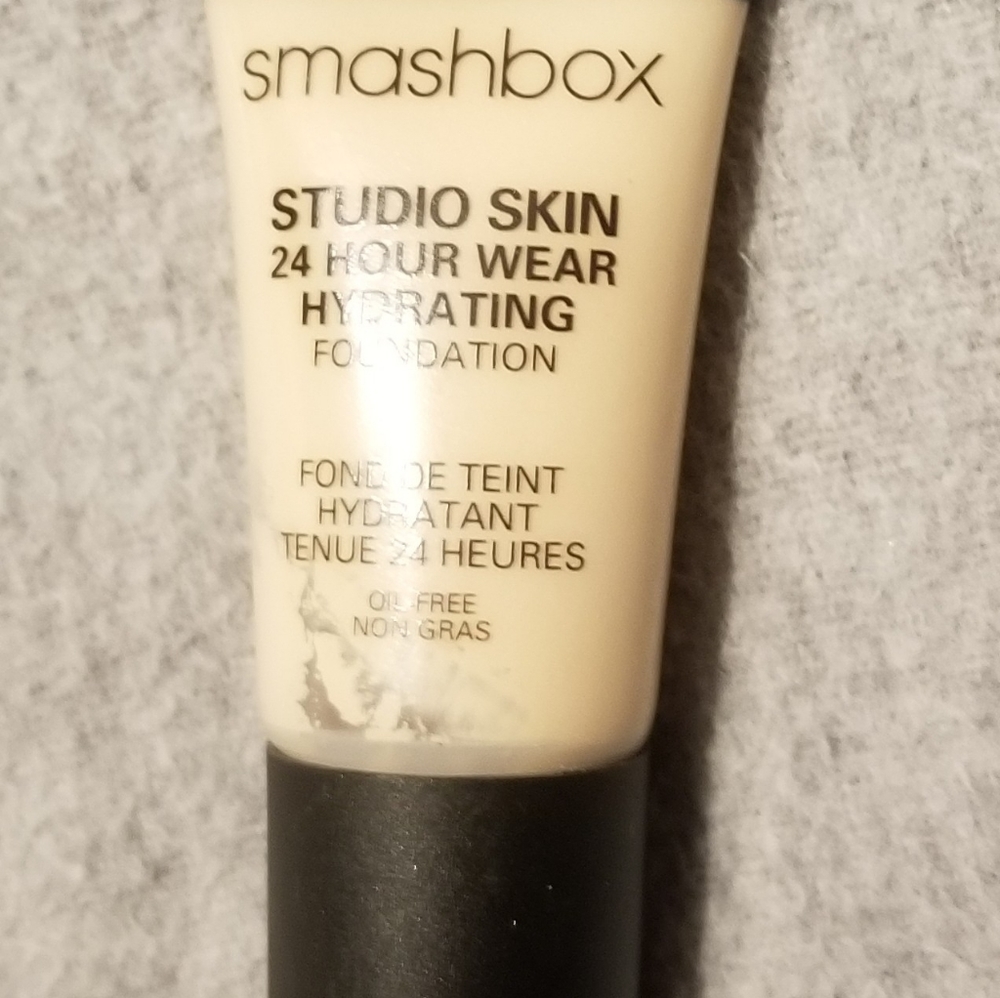 smashbox
STUDIO SKIN
24 HOUR WEAR
HYDRATING
FOUNDATION
FOND DE TEINT
HYDRATANT
TENUE 24 HEURES
OIL-FREE
NON GRAS